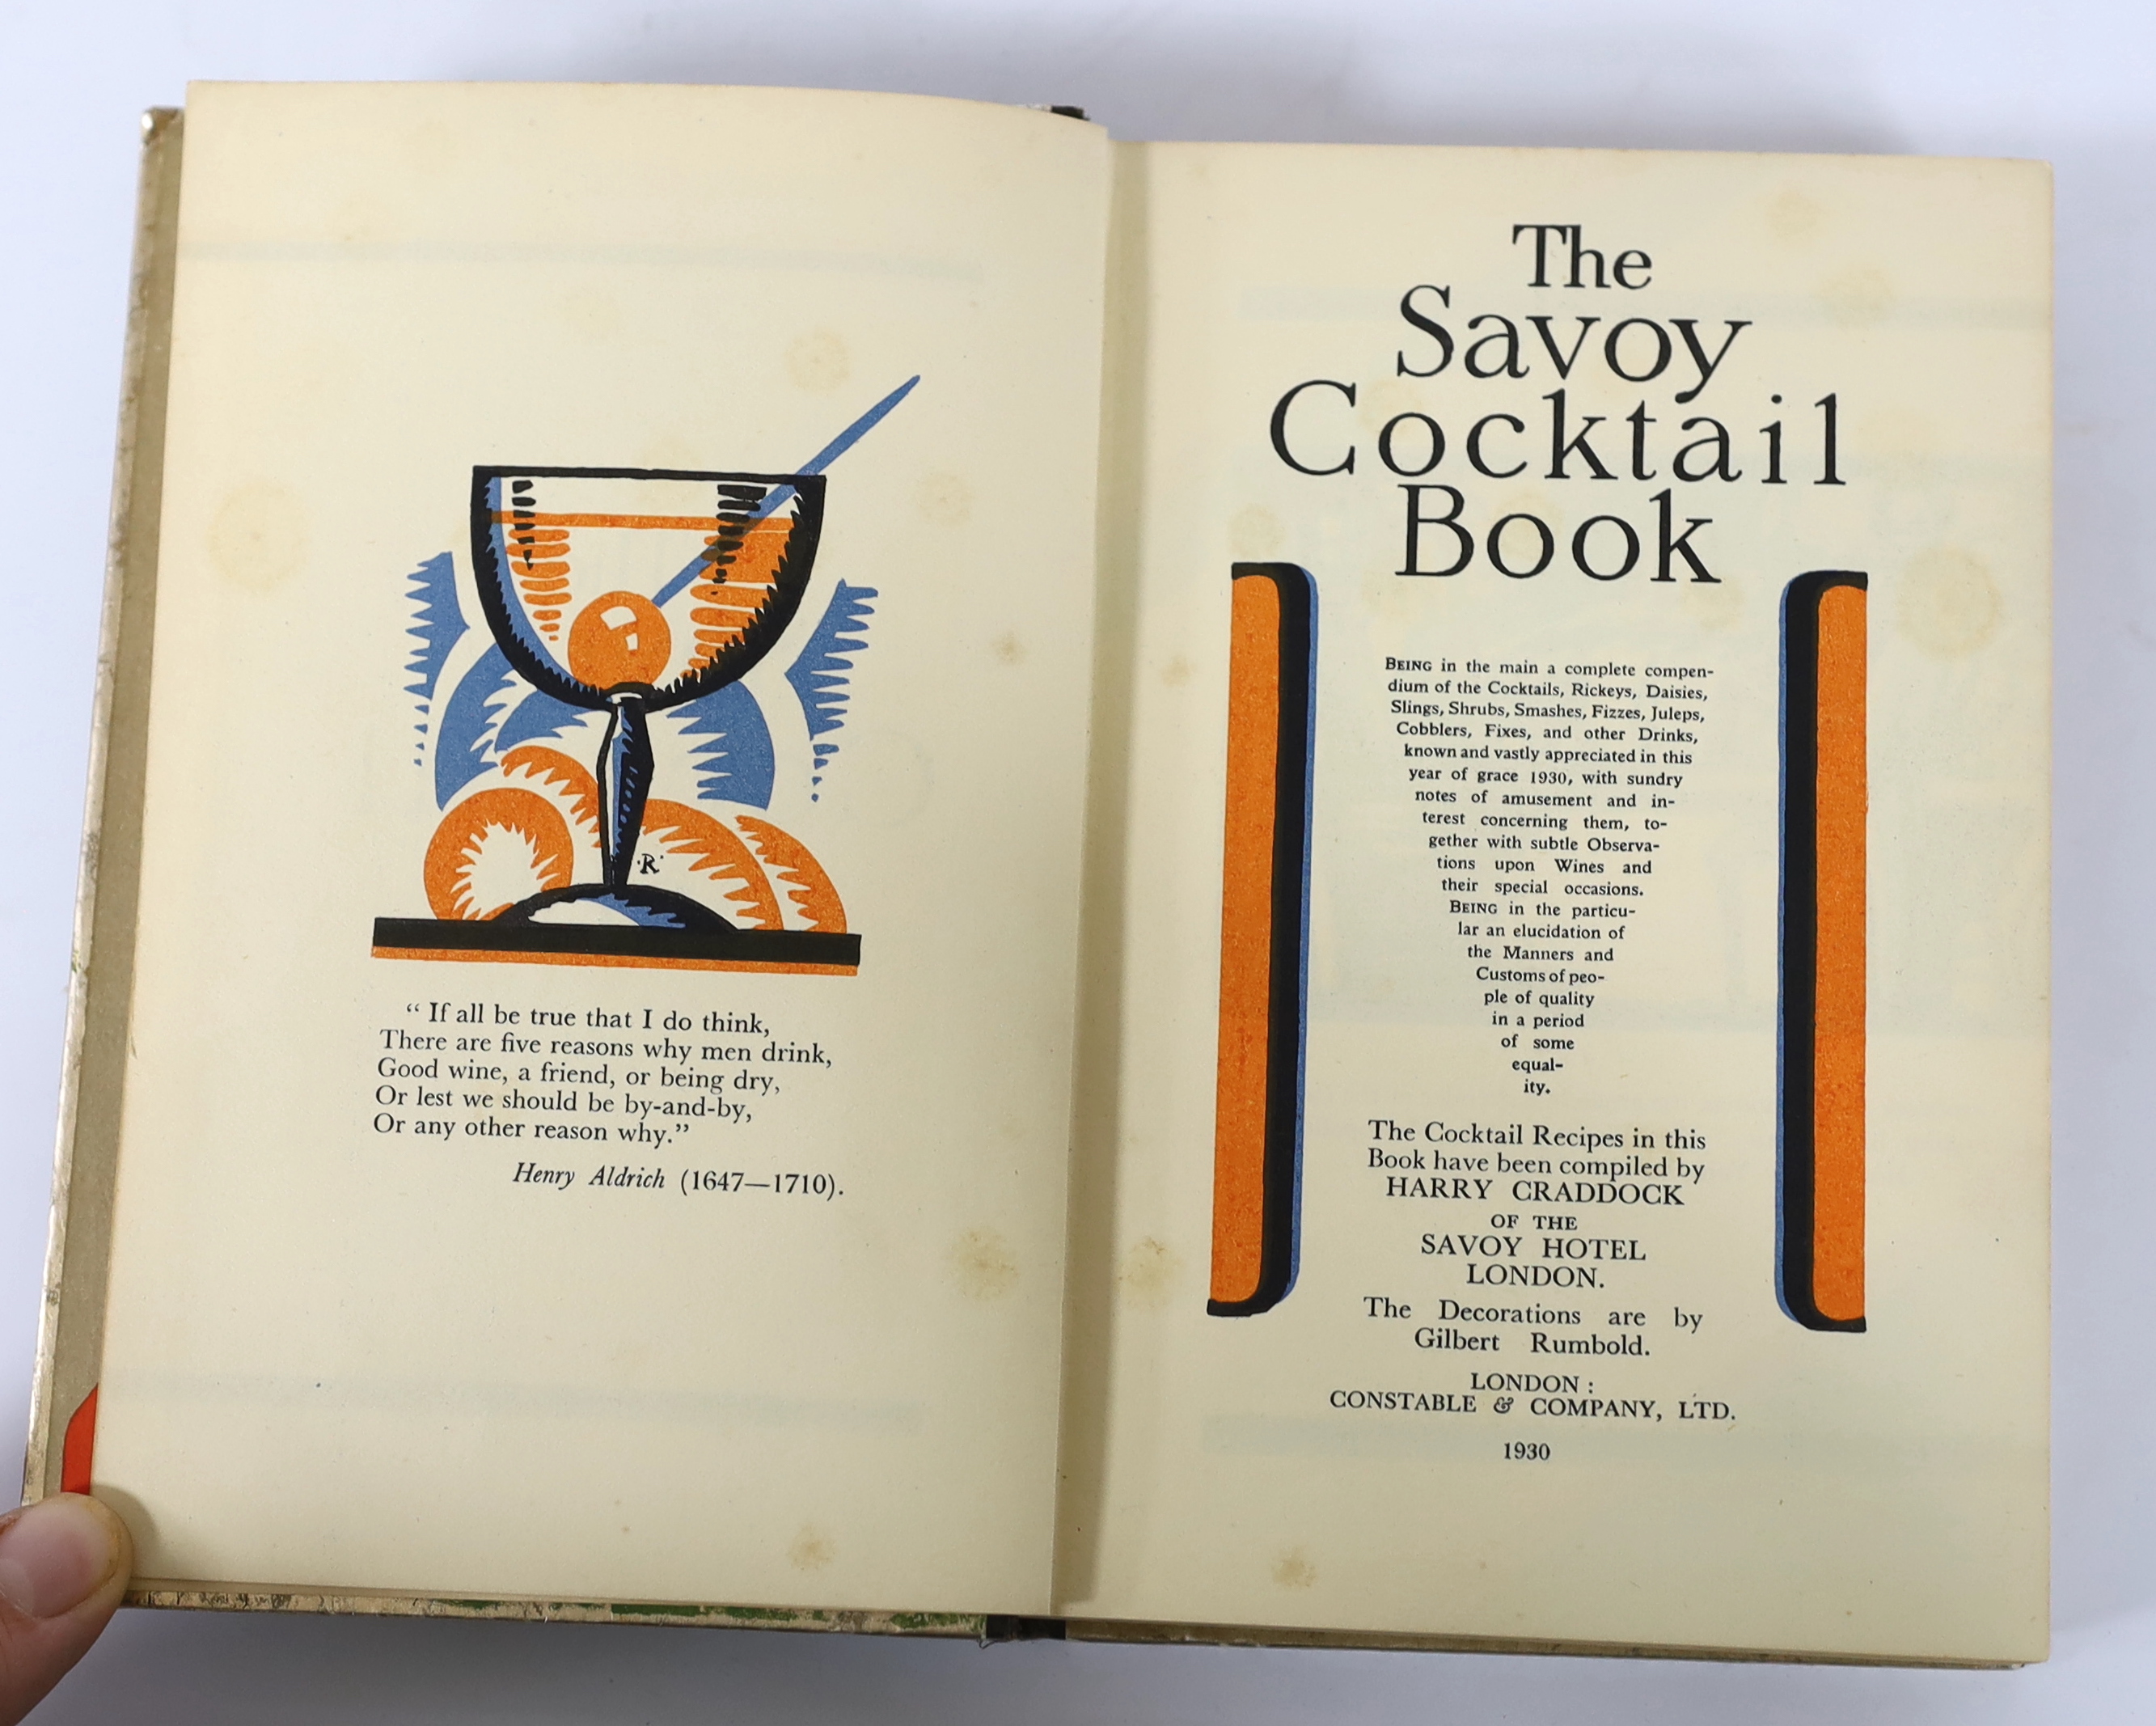 ·R·
“ If all be true that I do think,
There are five reasons why men drink,
Good wine, a friend, or being dry,
Or lest we should be by-and-by,
Or any other reason why.”
Henry Aldrich (1647—1710).
The
Savoy
Cocktail
Book
BEING in the main a complete compen-
dium of the Cocktails, Rickeys, Daisies,
Slings, Shrubs, Smashes, Fizzes, Juleps,
Cobblers, Fixes, and other Drinks,
known and vastly appreciated in this
year of grace 1930, with sundry
notes of amusement and in-
terest concerning them, to-
gether with subtle Observa-
tions upon Wines and
their special occasions.
BEING in the particu-
lar an elucidation of
the Manners and
Customs of peo-
ple of quality
in a period
of some
equal-
ity.
The Cocktail Recipes in this
Book have been compiled by
HARRY CRADDOCK
OF THE
SAVOY HOTEL
LONDON.
The Decorations are by
Gilbert Rumbold.
LONDON :
CONSTABLE & COMPANY, LTD.
1930